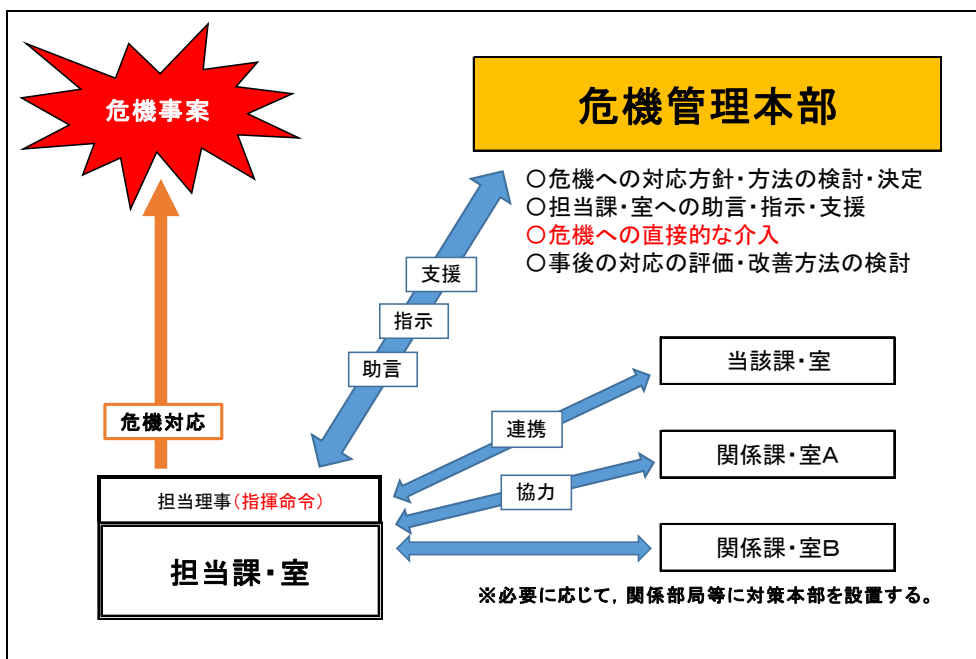 危機事案
危機管理本部
○危機への対応方針・方法の検討・決定
○担当課・室への助言・指示・支援
○危機への直接的な介入
○事後の対応の評価・改善方法の検討
支援
指示
助言
危機対応
連携
協力
当該課・室
関係課・室A
関係課・室B
担当理事(指揮命令)
担当課・室
※必要に応じて，関係部局等に対策本部を設置する。